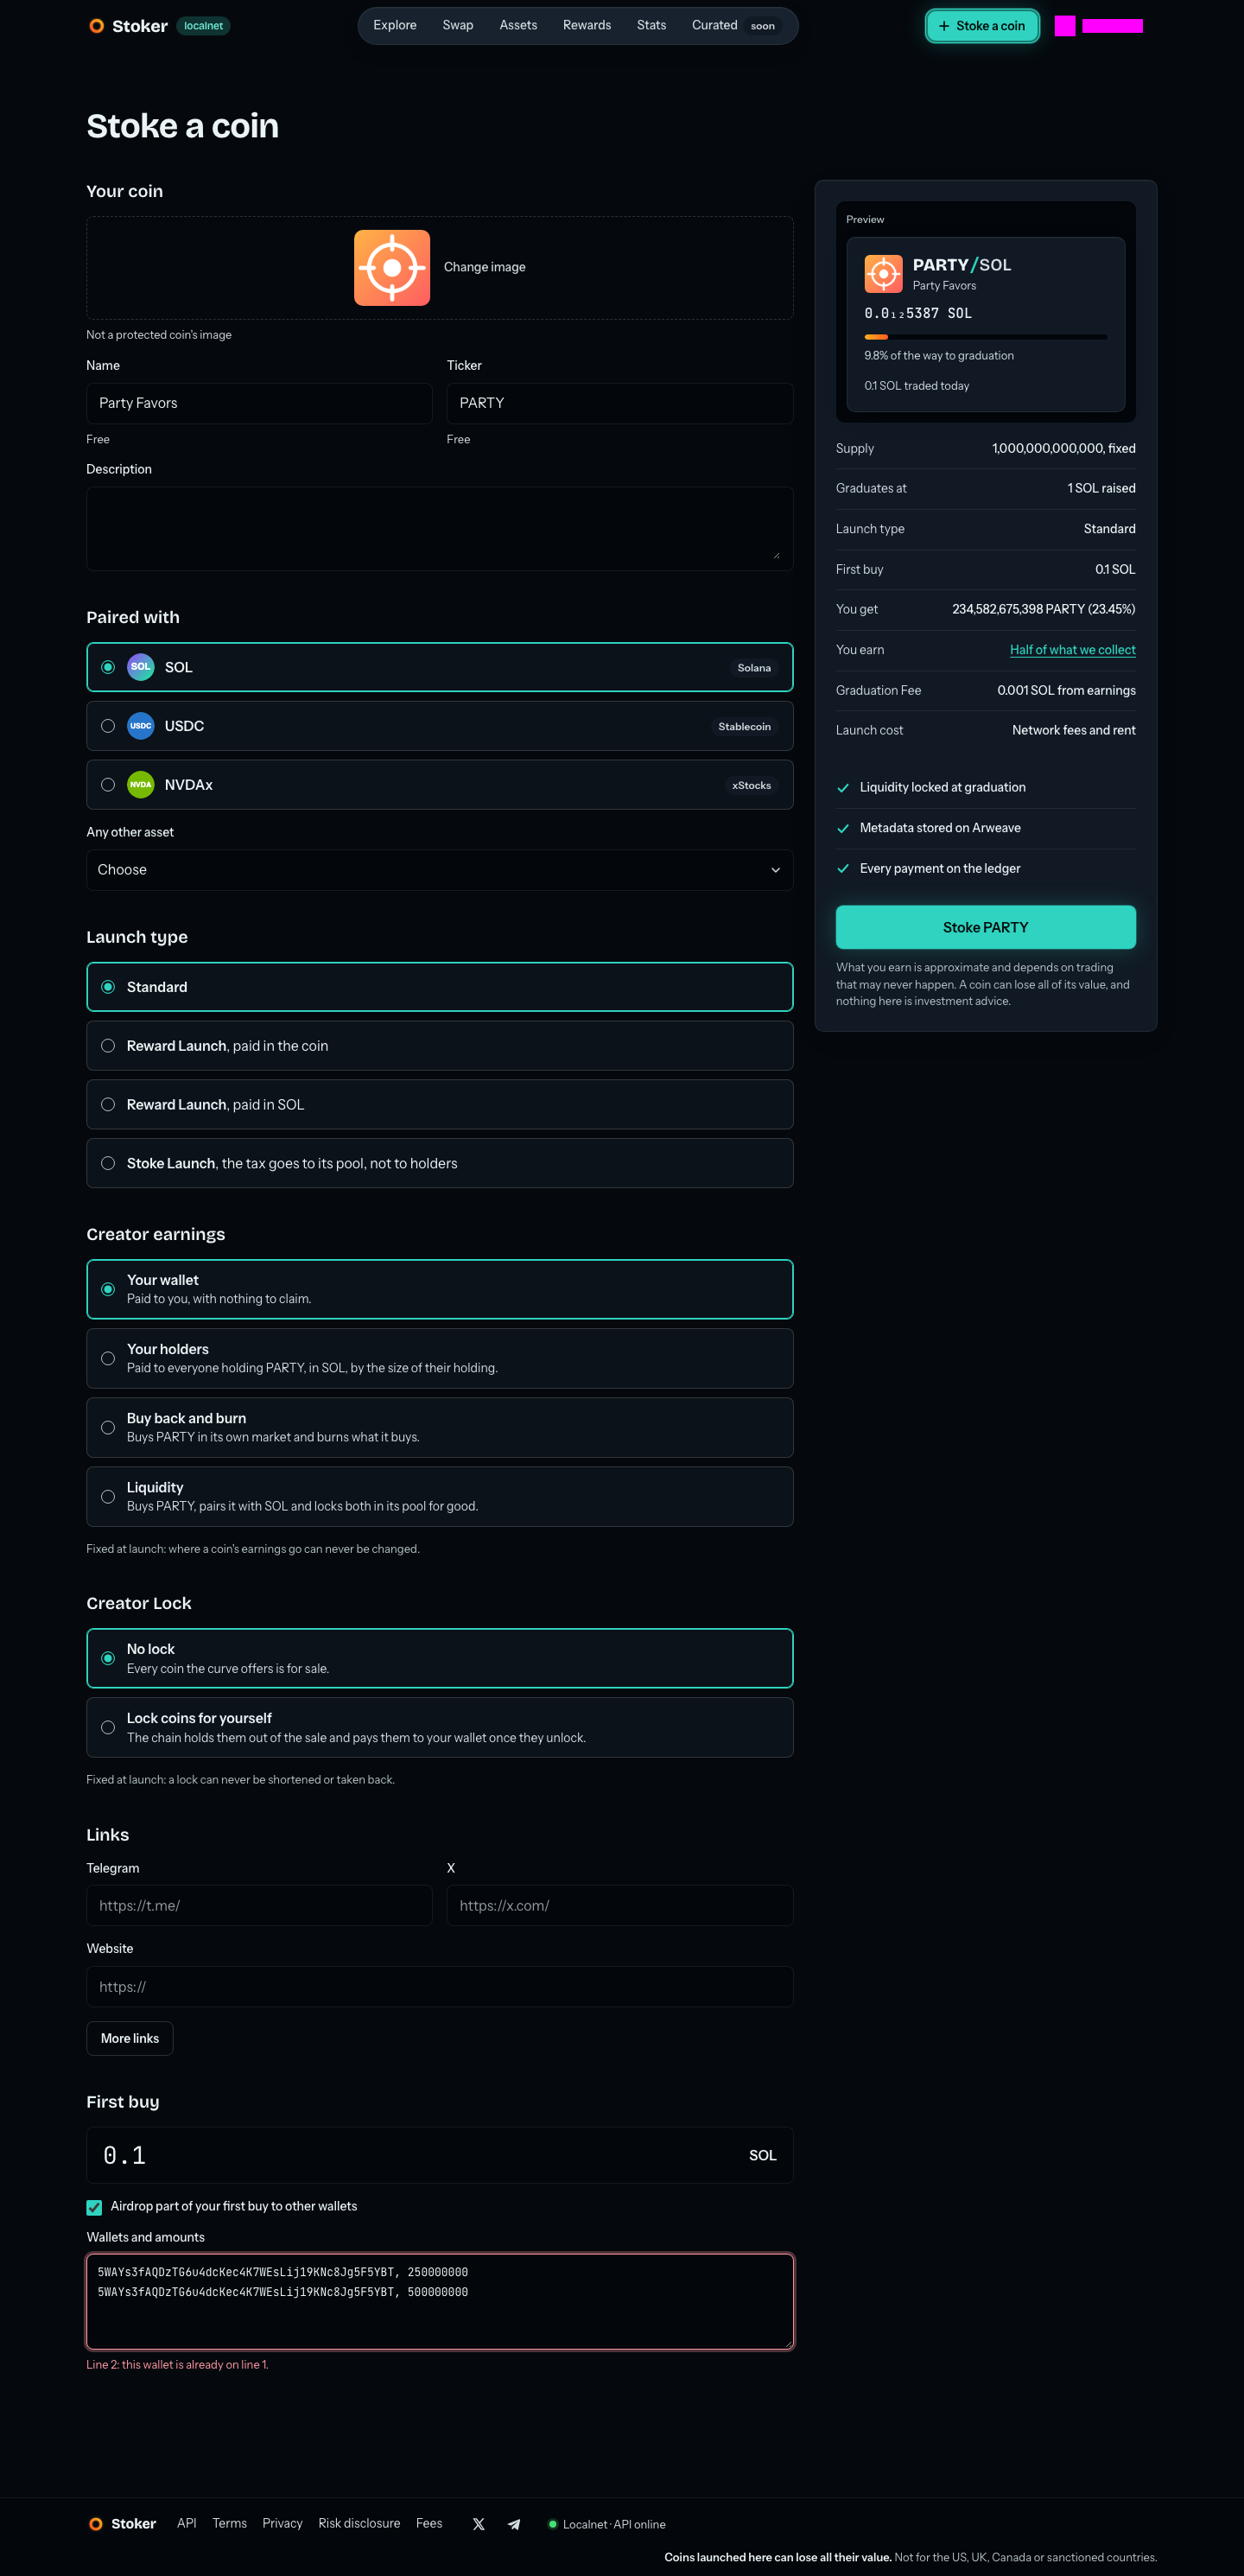 Stoker localnet
Explore Swap Assets Rewards Stats Curated soon
+ Stoke a coin
Stoke a coin
Your coin
Change image
Not a protected coin's image
Name
Ticker
Party Favors
PARTY
Free
Free
Description
Paired with
SOL SOL Solana
USDC USDC Stablecoin
NVDA NVDAx xStocks
Any other asset
Choose
Launch type
Standard
Reward Launch, paid in the coin
Reward Launch, paid in SOL
Stoke Launch, the tax goes to its pool, not to holders
Creator earnings
Your wallet
Paid to you, with nothing to claim.
Your holders
Paid to everyone holding PARTY, in SOL, by the size of their holding.
Buy back and burn
Buys PARTY in its own market and burns what it buys.
Liquidity
Buys PARTY, pairs it with SOL and locks both in its pool for good.
Fixed at launch: where a coin's earnings go can never be changed.
Creator Lock
No lock
Every coin the curve offers is for sale.
Lock coins for yourself
The chain holds them out of the sale and pays them to your wallet once they unlock.
Fixed at launch: a lock can never be shortened or taken back.
Links
Telegram
X
https://t.me/
https://x.com/
Website
https://
More links
First buy
0.1 SOL
Airdrop part of your first buy to other wallets
Wallets and amounts
5WAYs3fAQDzTG6u4dcKec4K7WEsLij19KNc8Jg5F5YBT, 250000000
5WAYs3fAQDzTG6u4dcKec4K7WEsLij19KNc8Jg5F5YBT, 500000000
Line 2: this wallet is already on line 1.
Preview
PARTY/SOL
Party Favors
0.0₁₂5387 SOL
9.8% of the way to graduation
0.1 SOL traded today
Supply 1,000,000,000,000, fixed
Graduates at 1 SOL raised
Launch type Standard
First buy 0.1 SOL
You get 234,582,675,398 PARTY (23.45%)
You earn Half of what we collect
Graduation Fee 0.001 SOL from earnings
Launch cost Network fees and rent
Liquidity locked at graduation
Metadata stored on Arweave
Every payment on the ledger
Stoke PARTY
What you earn is approximate and depends on trading
that may never happen. A coin can lose all of its value, and
nothing here is investment advice.
Stoker API Terms Privacy Risk disclosure Fees Localnet · API online
Coins launched here can lose all their value. Not for the US, UK, Canada or sanctioned countries.